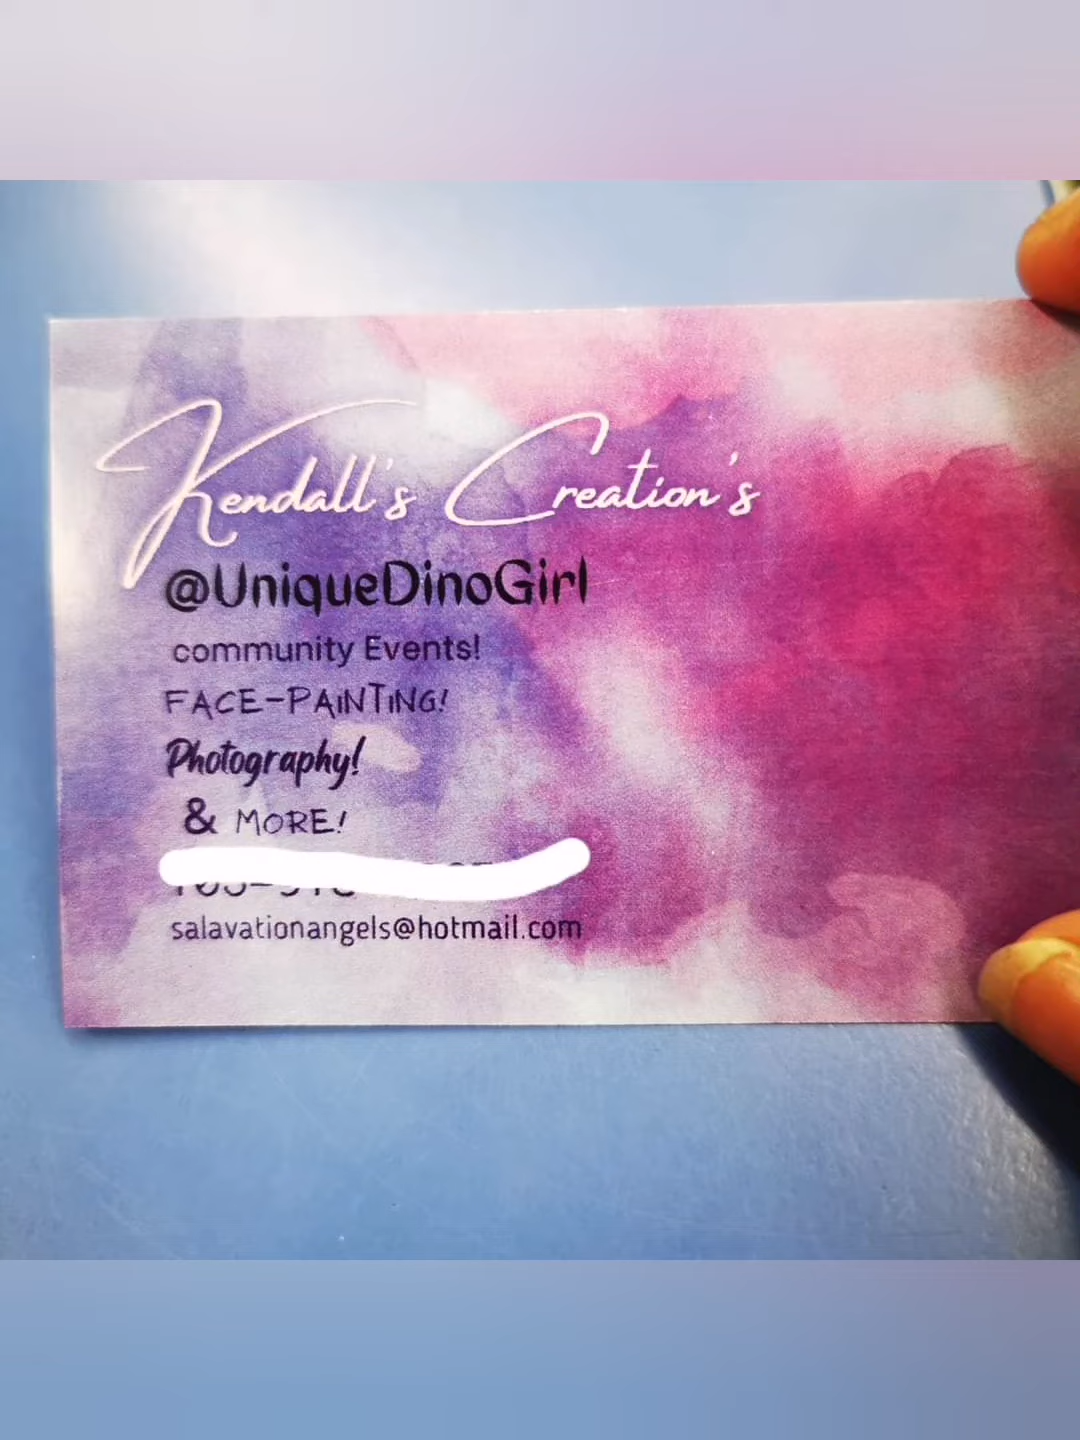 Kendall's Creation's
@UniqueDinoGirl
community Events!
FACE-PAINTING!
Photography!
& MORE!
salavationangels@hotmail.com